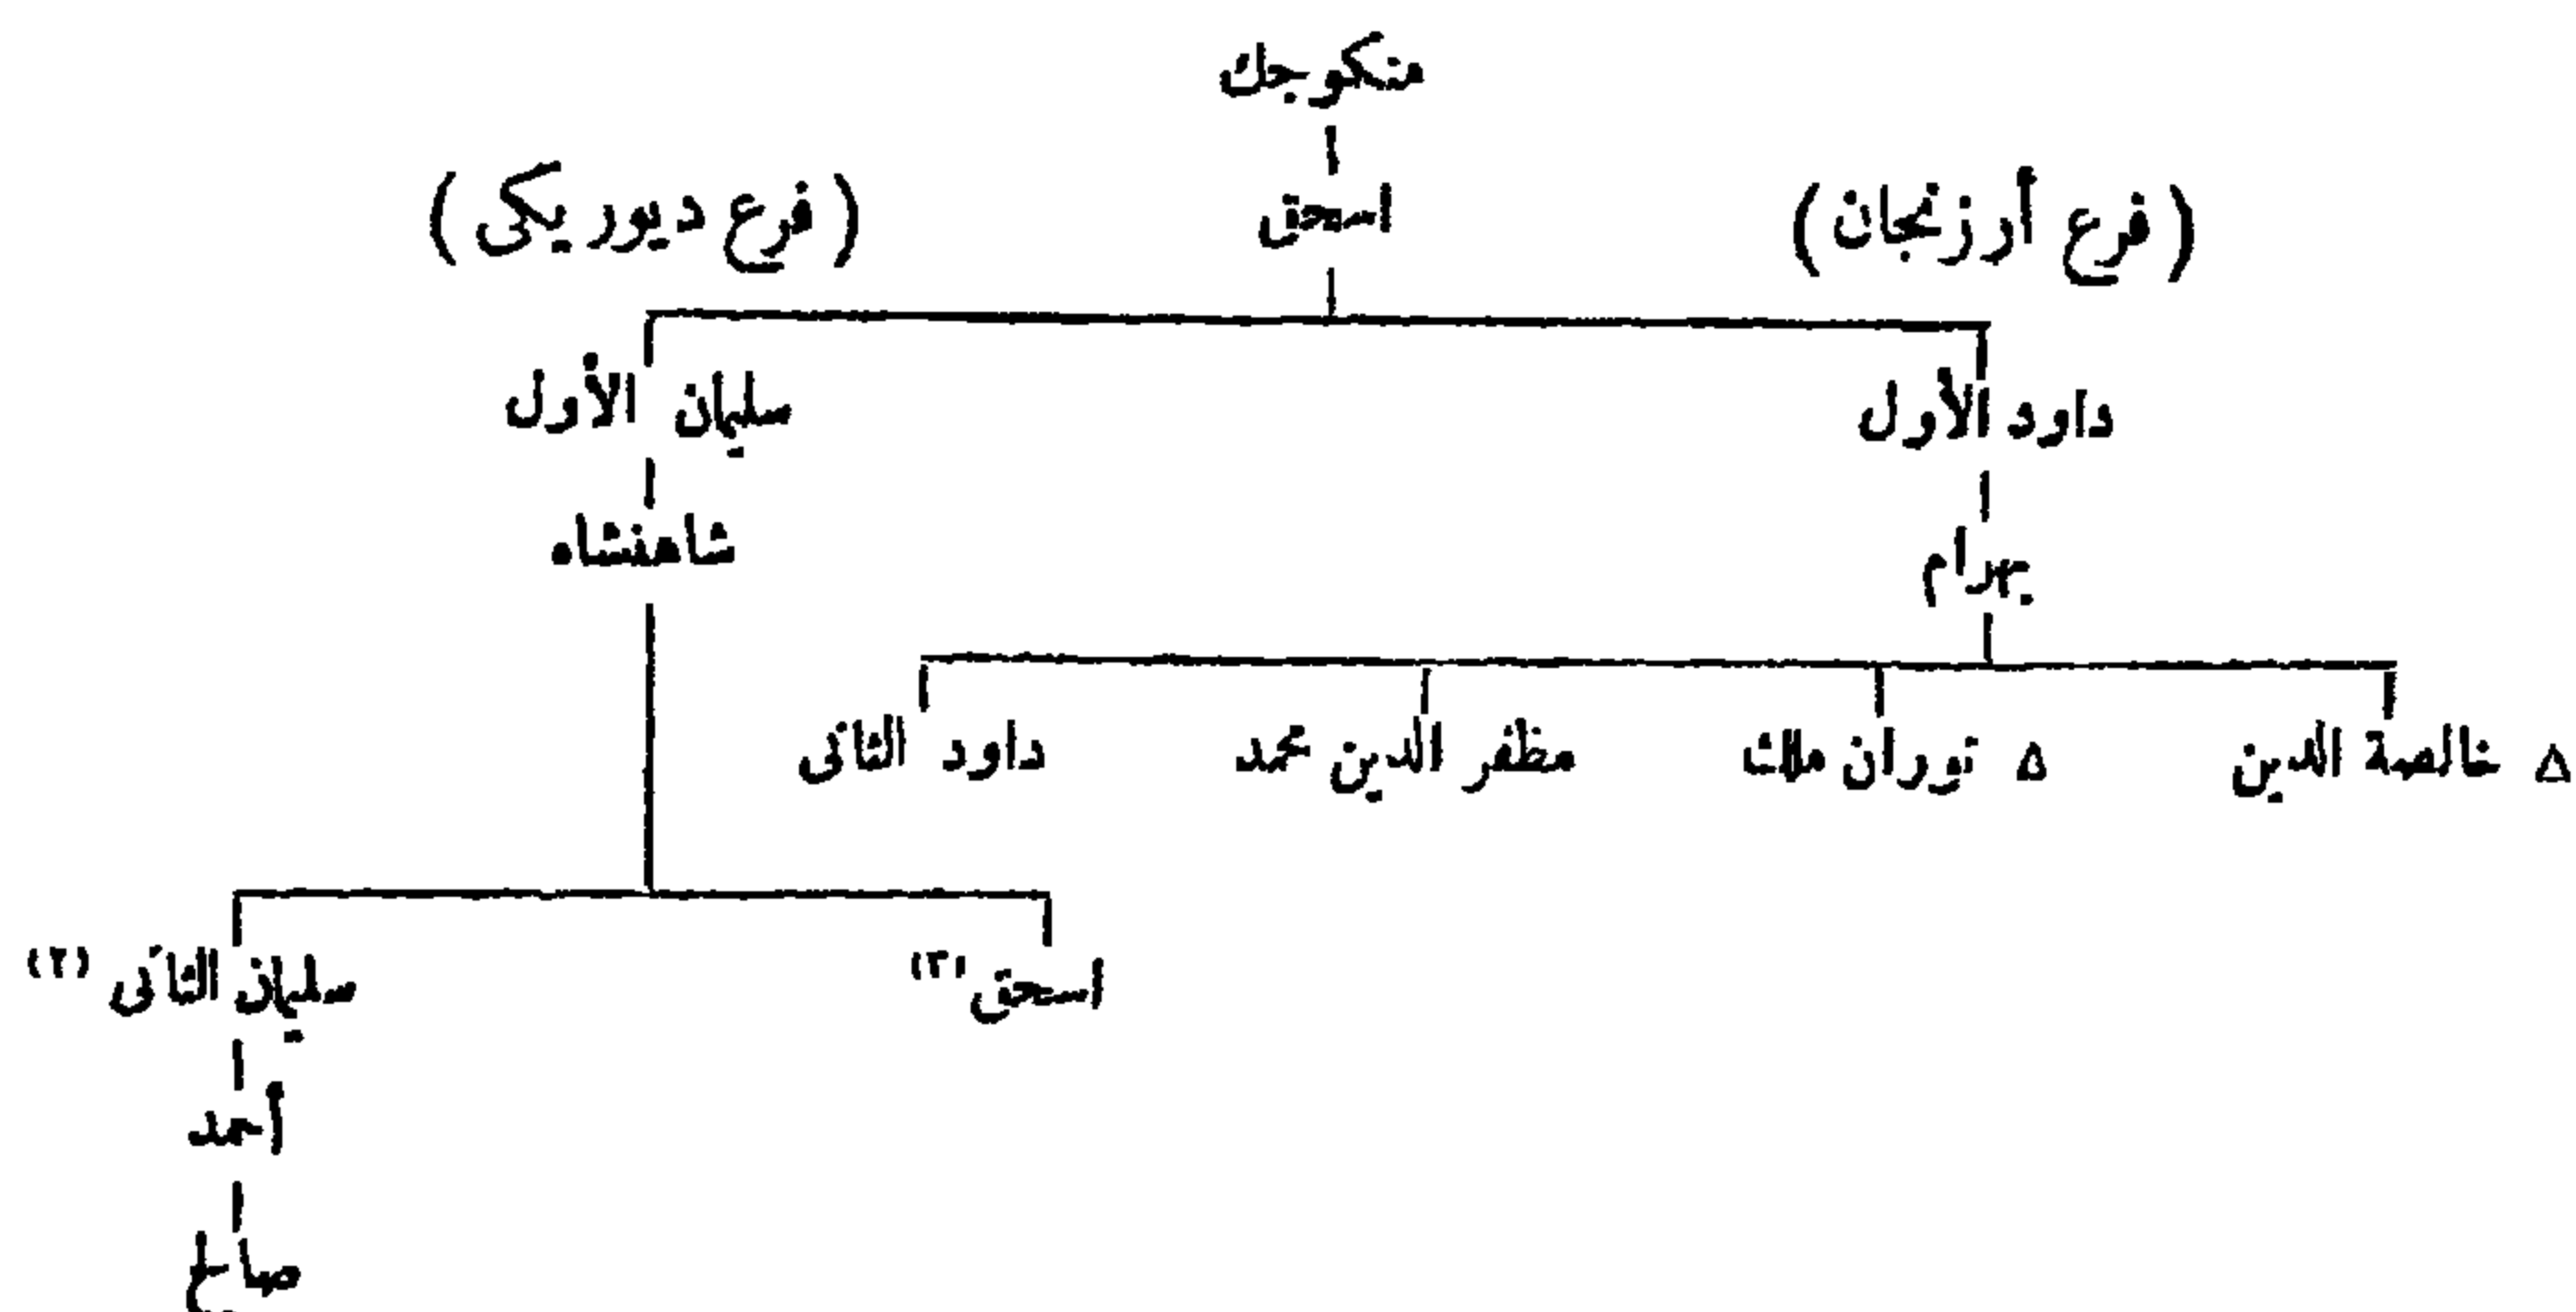 منكوجك
اسحق
(فرع أرزنجان) (فرع ديوريكى)
داود الأول سليمان الأول
بهرام شاهنشاه
△ خالصة الدين △ توران ملك مظفر الدين محمد داود الثانى
اسحق (٣) سليمان الثانى (٢)
أحمد
صالح